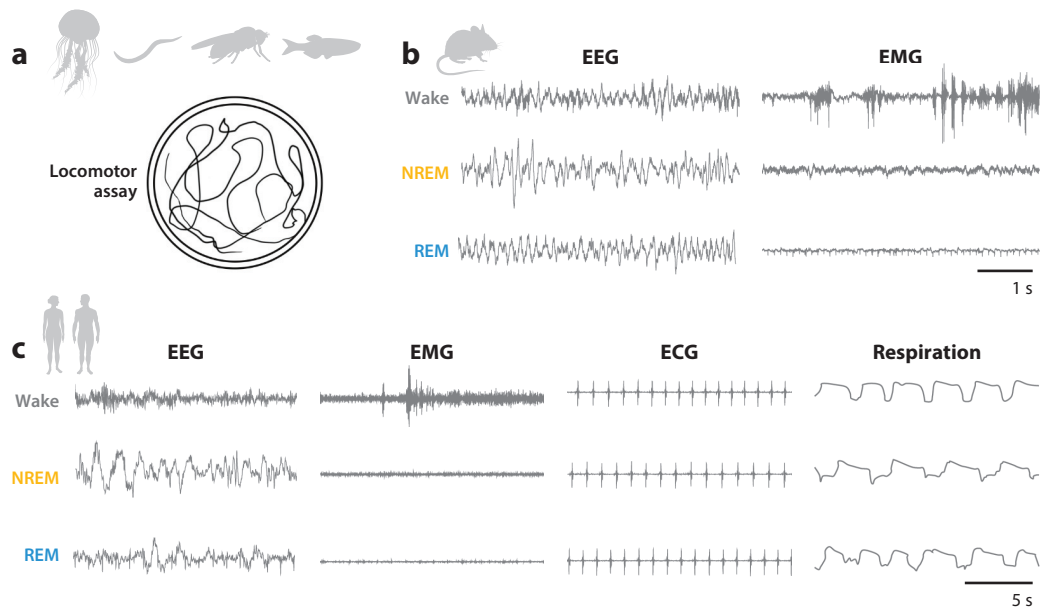 a
Locomotor
assay
b
EEG
EMG
Wake
NREM
REM
1 s
c
EEG
EMG
ECG
Respiration
Wake
NREM
REM
5 s